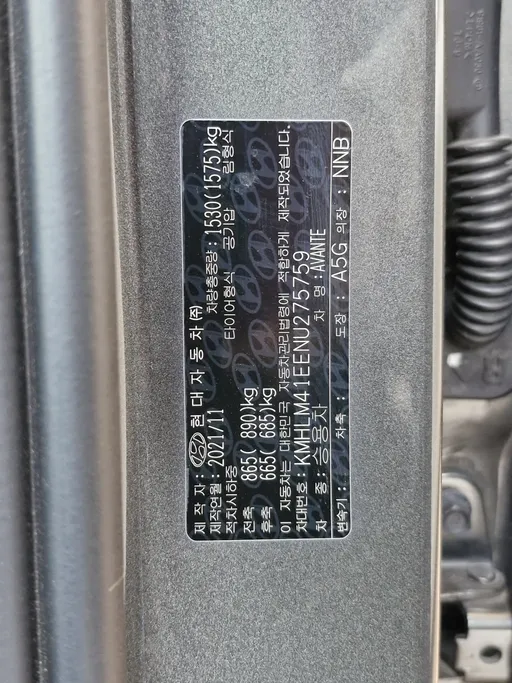 제 작 자: 현대자동차㈜
제작연월: 2021/11 차량총중량: 1530(1575)kg
적차시하중 타이어형식 공기압 림형식
전축 865( 890)kg
후축 665( 685)kg
이 자동차는 대한민국 자동차관리법령에 적합하게 제작되었습니다.
차대번호: KMHLM41EENU275759
차 종: 승용차 차 명: AVANTE
변속기: 차축: 도장: A5G 의장: NNB